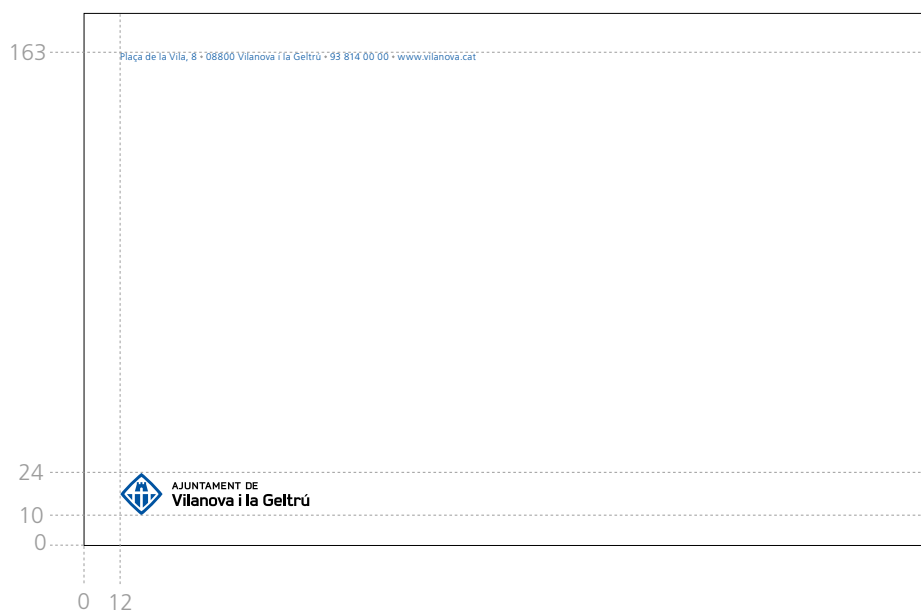 163
Plaça de la Vila, 8 • 08800 Vilanova i la Geltrú • 93 814 00 00 • www.vilanova.cat
24
AJUNTAMENT DE
Vilanova i la Geltrú
10
0
0 12